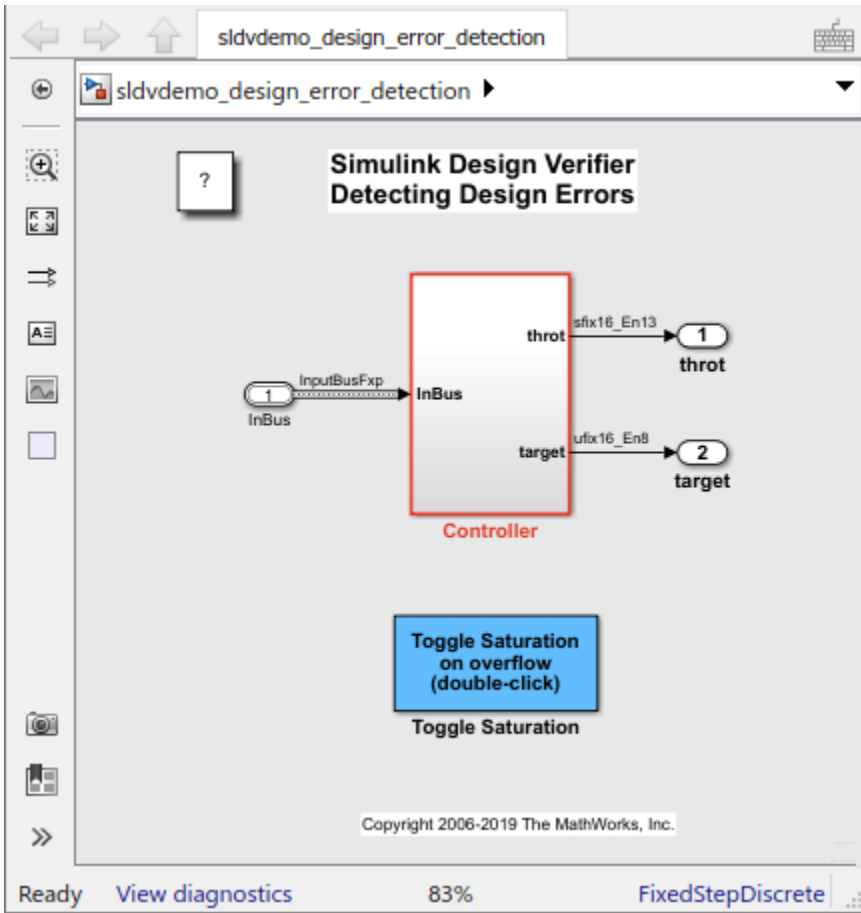 sldvdemo_design_error_detection
sldvdemo_design_error_detection
?
Simulink Design Verifier
Detecting Design Errors
throt
sfix16_En13
1
throt
1
InputBusFxp
InBus
InBus
target
ufix16_En8
2
target
Controller
Toggle Saturation
on overflow
(double-click)
Toggle Saturation
Copyright 2006-2019 The MathWorks, Inc.
Ready View diagnostics 83% FixedStepDiscrete